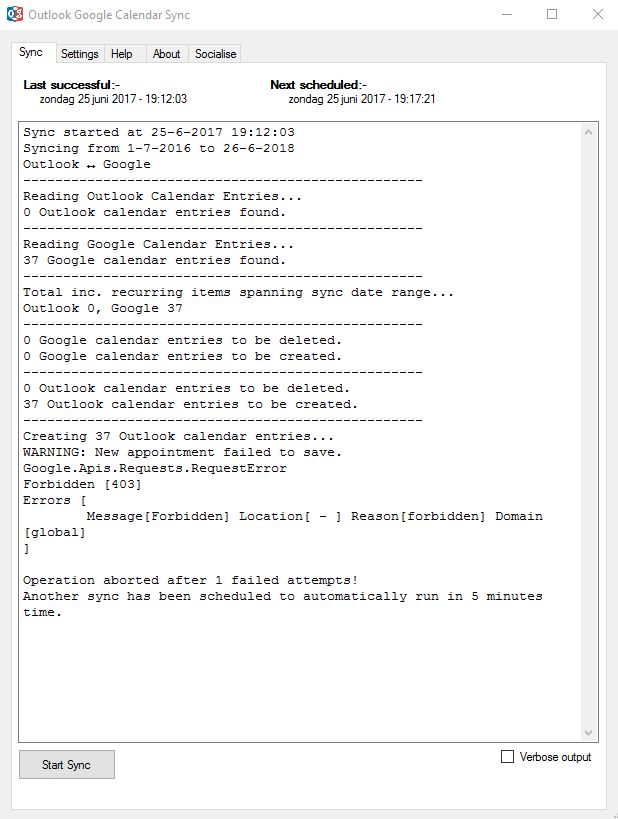 Outlook Google Calendar Sync
Sync Settings Help About Socialise
Last successful:- Next scheduled:-
zondag 25 juni 2017 - 19:12:03 zondag 25 juni 2017 - 19:17:21
Sync started at 25-6-2017 19:12:03
Syncing from 1-7-2016 to 26-6-2018
Outlook ↔ Google
--------------------------------------------------
Reading Outlook Calendar Entries...
0 Outlook calendar entries found.
--------------------------------------------------
Reading Google Calendar Entries...
37 Google calendar entries found.
--------------------------------------------------
Total inc. recurring items spanning sync date range...
Outlook 0, Google 37
--------------------------------------------------
0 Google calendar entries to be deleted.
0 Google calendar entries to be created.
--------------------------------------------------
0 Outlook calendar entries to be deleted.
37 Outlook calendar entries to be created.
--------------------------------------------------
Creating 37 Outlook calendar entries...
WARNING: New appointment failed to save.
Google.Apis.Requests.RequestError
Forbidden [403]
Errors [
Message[Forbidden] Location[ - ] Reason[forbidden] Domain
[global]
]
Operation aborted after 1 failed attempts!
Another sync has been scheduled to automatically run in 5 minutes
time.
Start Sync Verbose output